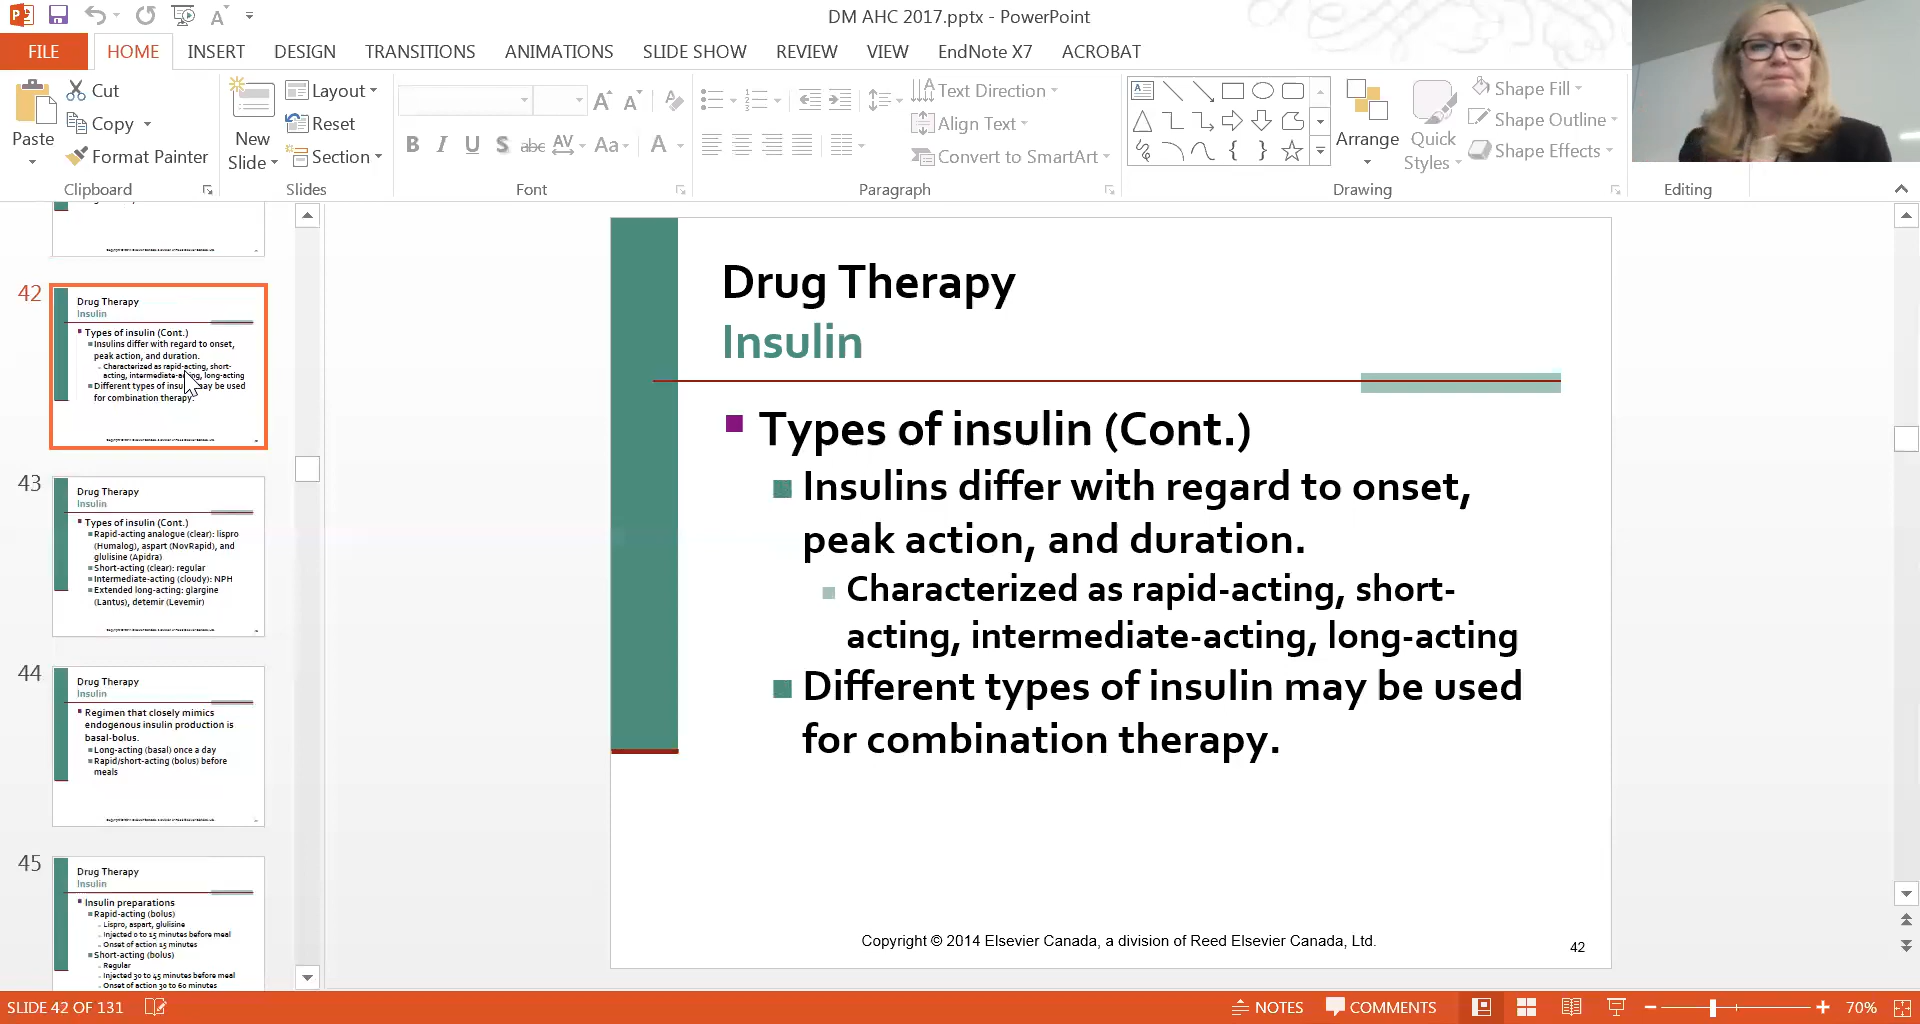 DM AHC 2017.pptx - PowerPoint
FILE
HOME
INSERT
DESIGN
TRANSITIONS
ANIMATIONS
SLIDE SHOW
REVIEW
VIEW
EndNote X7
ACROBAT
Paste
Cut
Copy
Format Painter
Clipboard
New
Slide
Layout
Reset
Section
Slides
B I U S abc AV Aa A
Font
Text Direction
Align Text
Convert to SmartArt
Paragraph
Arrange
Quick
Styles
Shape Fill
Shape Outline
Shape Effects
Drawing
Editing
42
Drug Therapy
Insulin
Types of insulin (Cont.)
Insulins differ with regard to onset,
peak action, and duration.
Characterized as rapid-acting, short-
acting, intermediate-acting, long-acting
Different types of insulin may be used
for combination therapy.
43
Drug Therapy
Insulin
Types of insulin (Cont.)
Rapid-acting analogue (clear): lispro
(Humalog), aspart (NovRapid), and
glulisine (Apidra)
Short-acting (clear): regular
Intermediate-acting (cloudy): NPH
Extended long-acting: glargine
(Lantus), detemir (Levemir)
44
Drug Therapy
Insulin
Regimen that closely mimics
endogenous insulin production is
basal-bolus.
Long-acting (basal) once a day
Rapid/short-acting (bolus) before
meals
45
Drug Therapy
Insulin
Insulin preparations
Rapid-acting (bolus)
Lispro, aspart, glulisine
Injected 0 to 15 minutes before meal
Onset of action 15 minutes
Short-acting (bolus)
Regular
Injected 30 to 45 minutes before meal
Onset of action 30 to 60 minutes
Drug Therapy
Insulin
Types of insulin (Cont.)
Insulins differ with regard to onset,
peak action, and duration.
Characterized as rapid-acting, short-
acting, intermediate-acting, long-acting
Different types of insulin may be used
for combination therapy.
Copyright © 2014 Elsevier Canada, a division of Reed Elsevier Canada, Ltd.
42
SLIDE 42 OF 131
NOTES
COMMENTS
70%